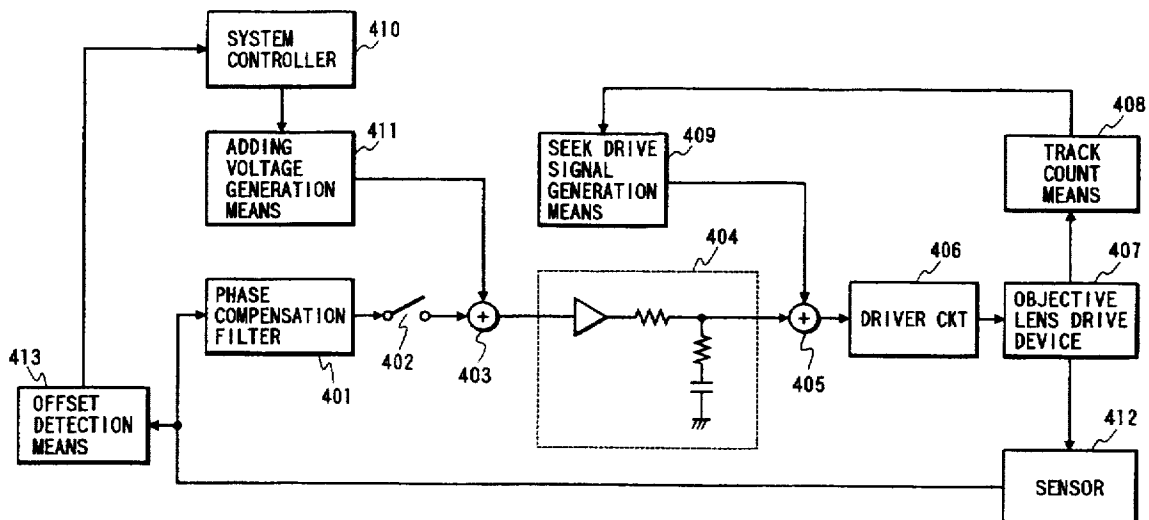 SYSTEM
CONTROLLER
410
ADDING
VOLTAGE
GENERATION
MEANS
411
SEEK DRIVE
SIGNAL
GENERATION
MEANS
409
TRACK
COUNT
MEANS
408
PHASE
COMPENSATION
FILTER
401
402
403
404
405
DRIVER CKT
406
OBJECTIVE
LENS DRIVE
DEVICE
407
413
OFFSET
DETECTION
MEANS
412
SENSOR